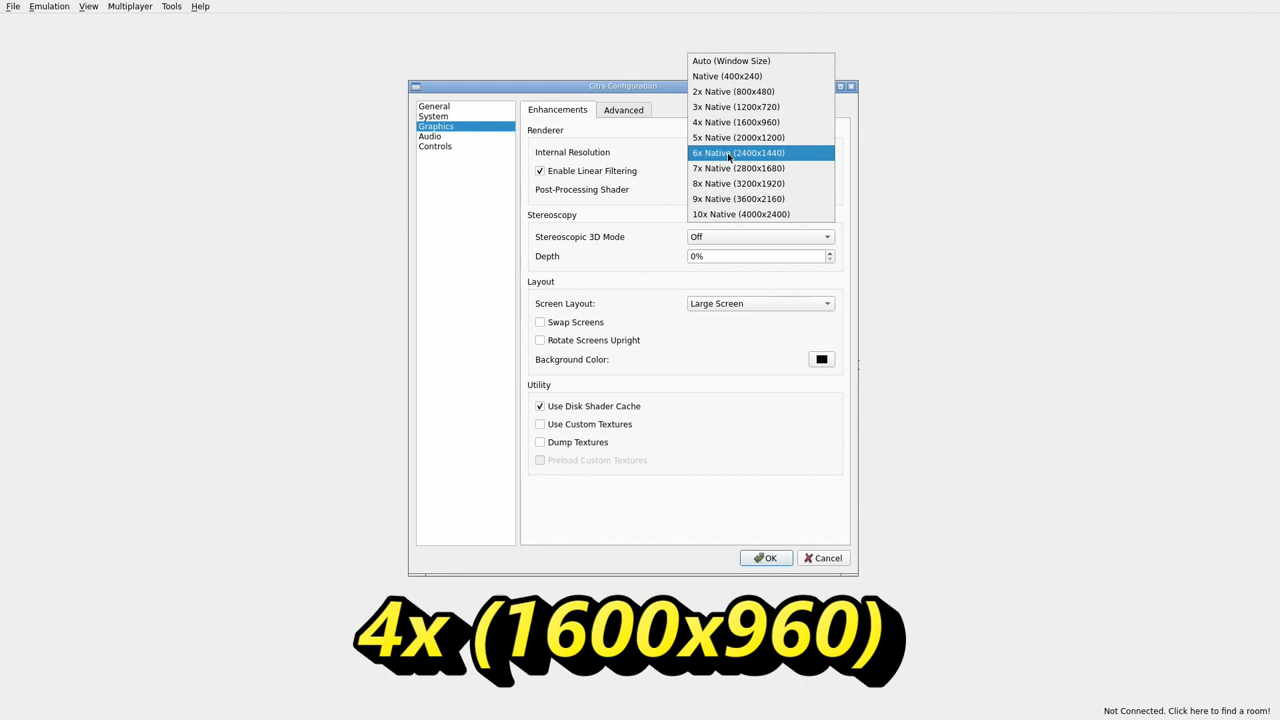 File Emulation View Multiplayer Tools Help
Citra Configuration
General
System
Graphics
Audio
Controls
Enhancements
Advanced
Renderer
Internal Resolution
Auto (Window Size)
Native (400x240)
2x Native (800x480)
3x Native (1200x720)
4x Native (1600x960)
5x Native (2000x1200)
6x Native (2400x1440)
7x Native (2800x1680)
8x Native (3200x1920)
9x Native (3600x2160)
10x Native (4000x2400)
Enable Linear Filtering
Post-Processing Shader
Stereoscopy
Stereoscopic 3D Mode Off
Depth 0%
Layout
Screen Layout: Large Screen
Swap Screens
Rotate Screens Upright
Background Color:
Utility
Use Disk Shader Cache
Use Custom Textures
Dump Textures
Preload Custom Textures
OK Cancel
4x (1600x960)
Not Connected. Click here to find a room!